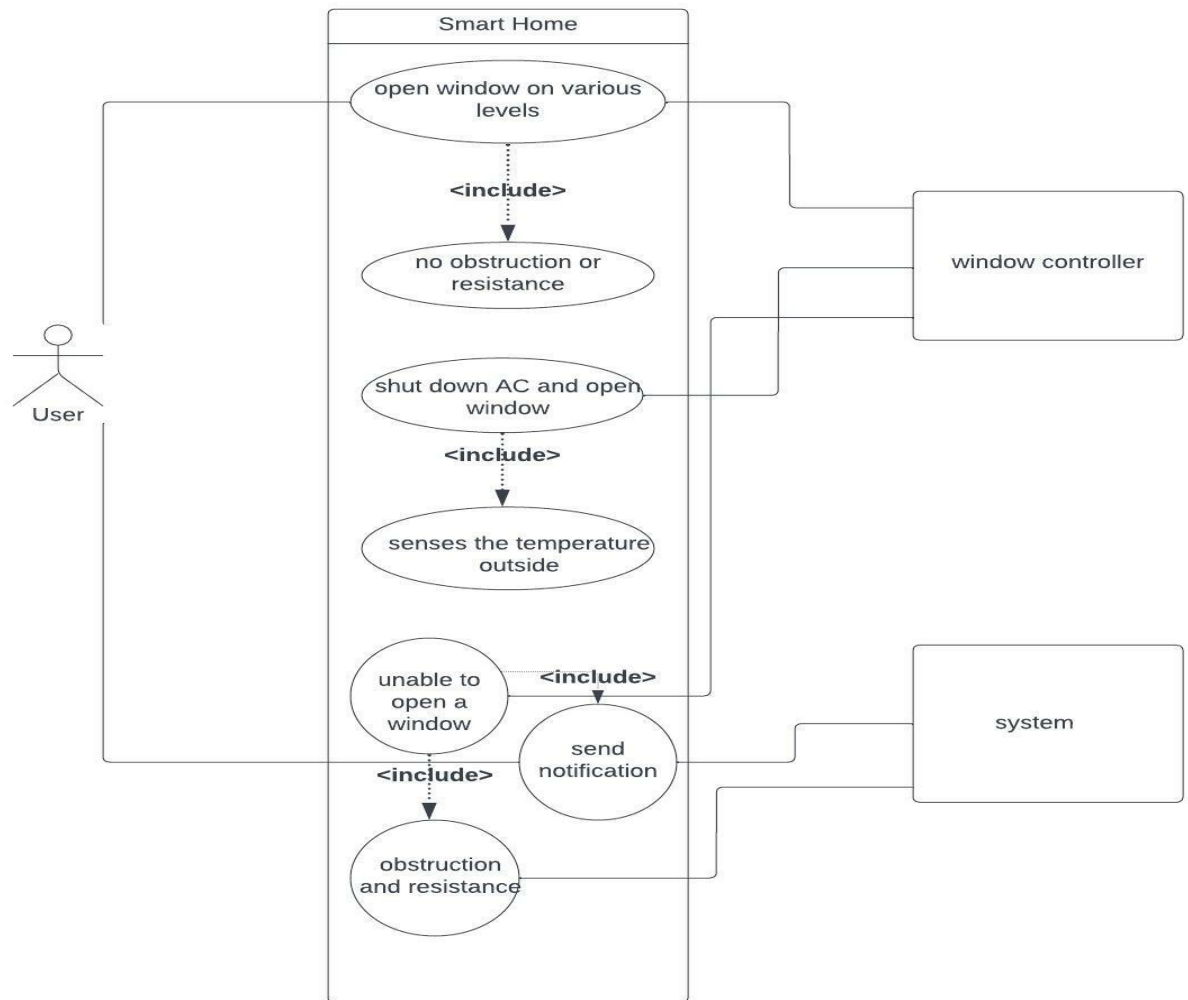 Smart Home
open window on various
levels
<include>
no obstruction or
resistance
window controller
shut down AC and open
window
User
<include>
senses the temperature
outside
unable to
open a
window
<include>
send
notification
system
<include>
obstruction
and resistance